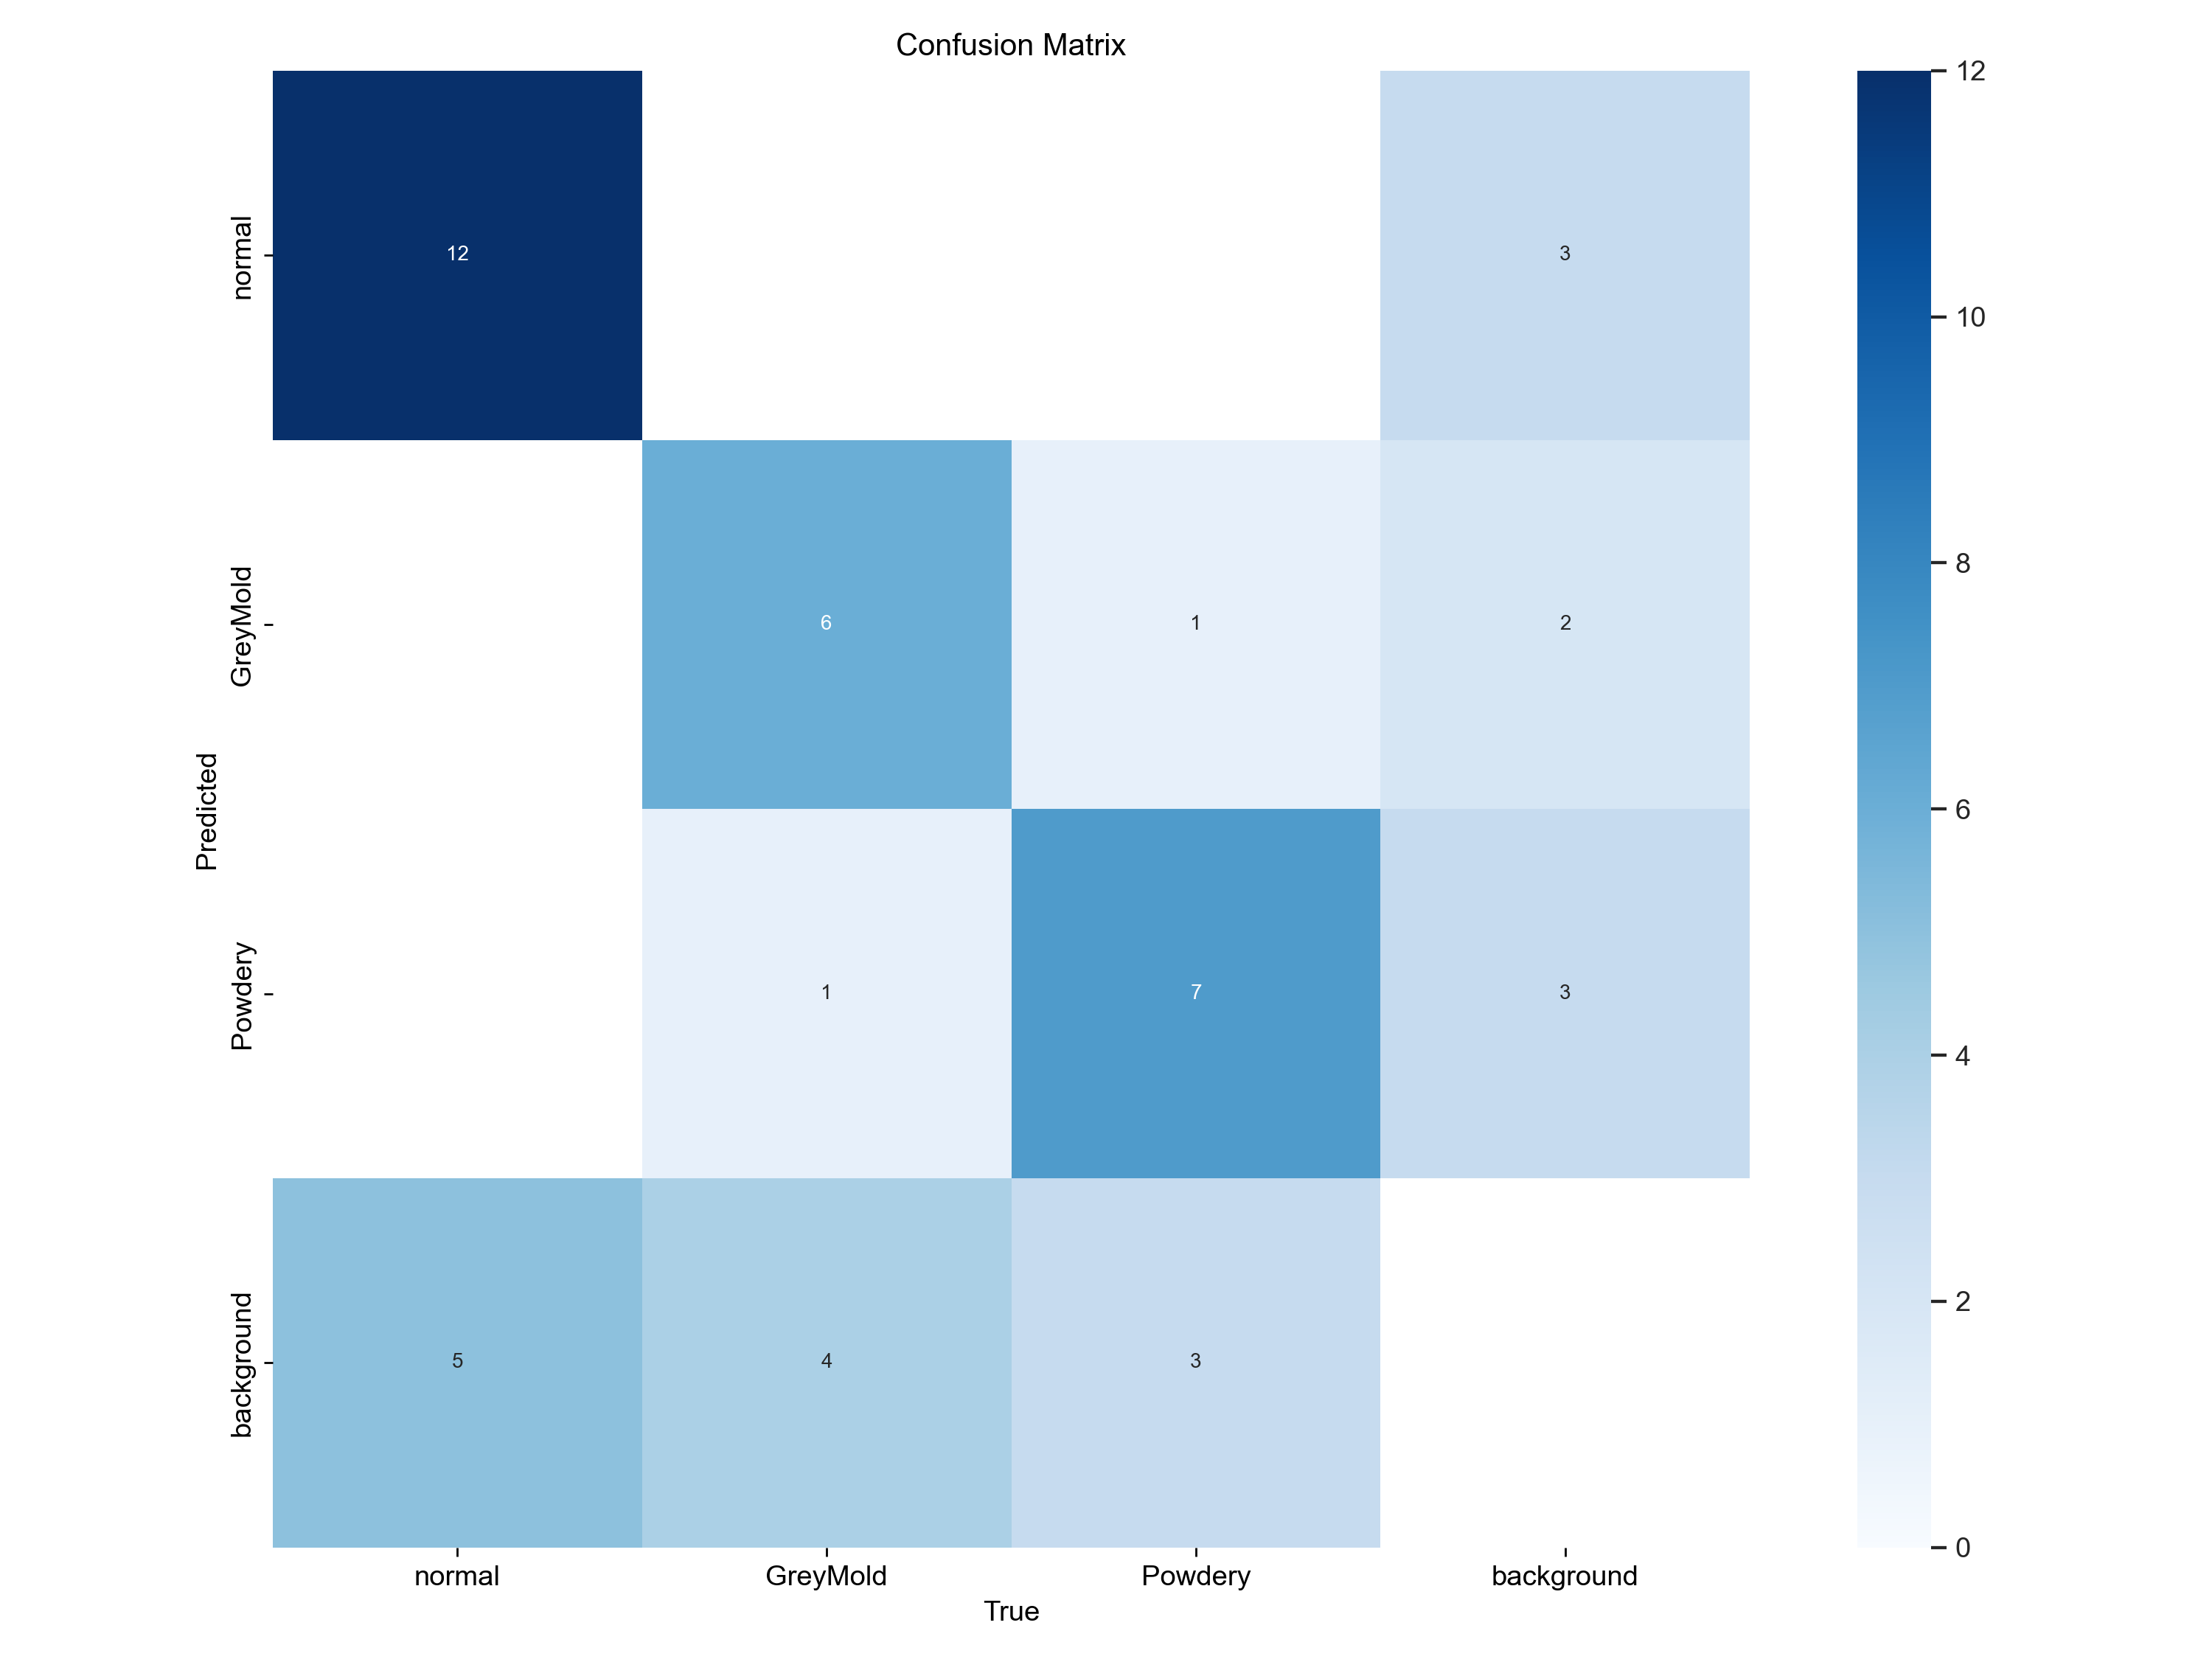 Confusion Matrix
12
3
6
1
2
1
7
3
5
4
3
normal
GreyMold
Powdery
background
Predicted
normal
GreyMold
Powdery
background
True
12
10
8
6
4
2
0